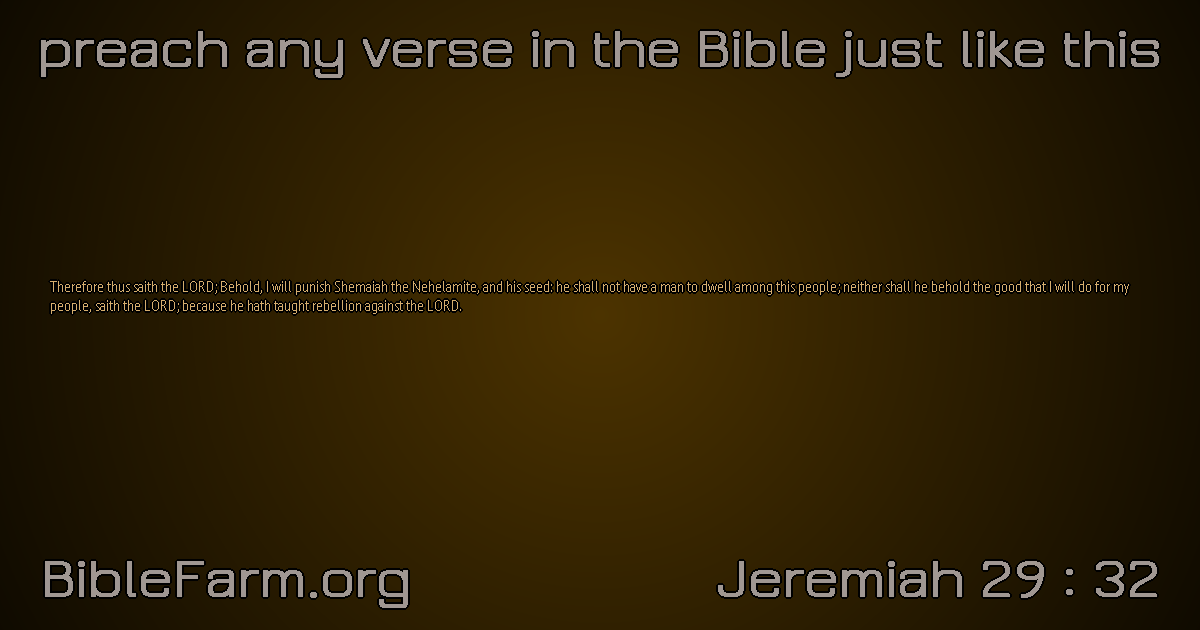 preach any verse in the Bible just like this
Therefore thus saith the LORD; Behold, I will punish Shemaiah the Nehelamite, and his seed: he shall not have a man to dwell among this people; neither shall he behold the good that I will do for my
people, saith the LORD; because he hath taught rebellion against the LORD.
BibleFarm.org
Jeremiah 29 : 32